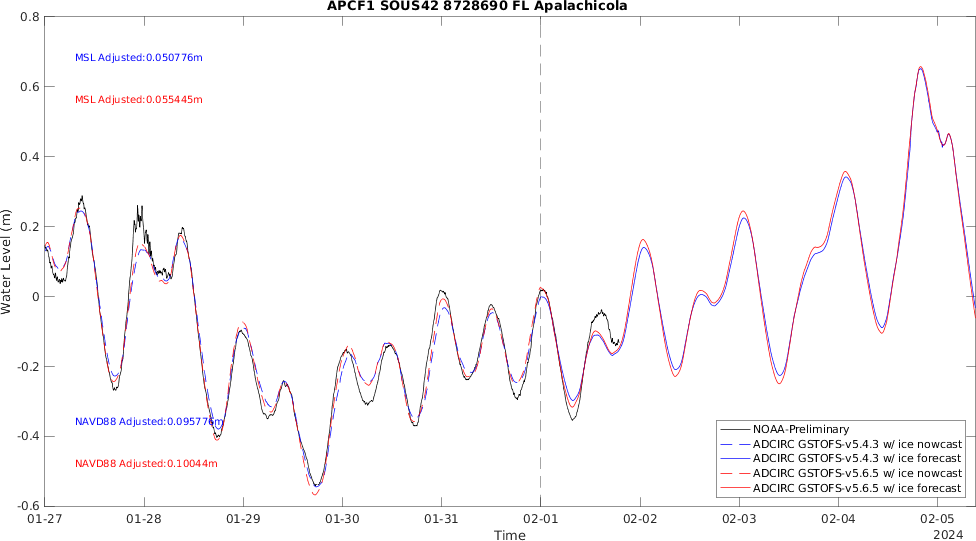 APCF1 SOUS42 8728690 FL Apalachicola
0.8
MSL Adjusted:0.050776m
0.6
MSL Adjusted:0.055445m
0.4
0.2
Water Level (m)
0
-0.2
NAVD88 Adjusted:0.095776m
-0.4
NAVD88 Adjusted:0.10044m
-0.6
NOAA-Preliminary
ADCIRC GSTOFS-v5.4.3 w/ ice nowcast
ADCIRC GSTOFS-v5.4.3 w/ ice forecast
ADCIRC GSTOFS-v5.6.5 w/ ice nowcast
ADCIRC GSTOFS-v5.6.5 w/ ice forecast
01-27 01-28 01-29 01-30 01-31 02-01 02-02 02-03 02-04 02-05
Time
2024